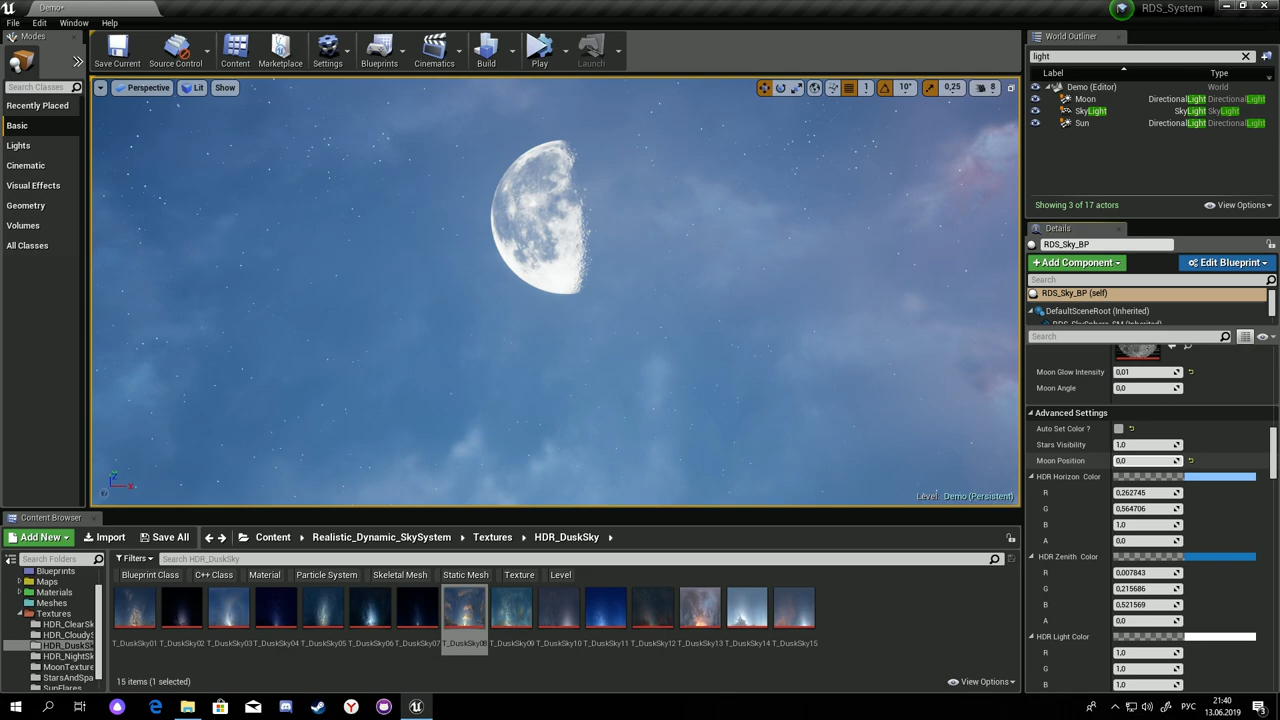 Demo*
RDS_System
File Edit Window Help
Modes
Search Classes
Recently Placed
Basic
Lights
Cinematic
Visual Effects
Geometry
Volumes
All Classes
Save Current Source Control Content Marketplace Settings Blueprints Cinematics Build Play Launch
Perspective Lit Show
1 10° 0,25 8
Level: Demo (Persistent)
World Outliner
light
Label Type
Demo (Editor) World
Moon DirectionalLight DirectionalLight
SkyLight SkyLight SkyLight
Sun DirectionalLight DirectionalLight
Showing 3 of 17 actors View Options
Details
RDS_Sky_BP
+Add Component Edit Blueprint
Search
RDS_Sky_BP (self)
DefaultSceneRoot (Inherited)
RDS_SkySphere_SM (Inherited)
Search
Moon Glow Intensity 0,01
Moon Angle 0,0
Advanced Settings
Auto Set Color ?
Stars Visibility 1,0
Moon Position 0,0
HDR Horizon Color
R 0,262745
G 0,564706
B 1,0
A 0,0
HDR Zenith Color
R 0,007843
G 0,215686
B 0,521569
A 0,0
HDR Light Color
R 1,0
G 1,0
B 1,0
Content Browser
Add New Import Save All Content Realistic_Dynamic_SkySystem Textures HDR_DuskSky
Search Folders
Blueprints
Maps
Materials
Meshes
Textures
HDR_ClearSk
HDR_CloudyS
HDR_DuskSk
HDR_NightSk
MoonTexture
StarsAndSpa
SunFlares
Filters Search HDR_DuskSky
Blueprint Class C++ Class Material Particle System Skeletal Mesh Static Mesh Texture Level
T_DuskSky01 T_DuskSky02 T_DuskSky03 T_DuskSky04 T_DuskSky05 T_DuskSky06 T_DuskSky07 T_DuskSky08 T_DuskSky09 T_DuskSky10 T_DuskSky11 T_DuskSky12 T_DuskSky13 T_DuskSky14 T_DuskSky15
15 items (1 selected) View Options
РУС
21:40
13.06.2019
3